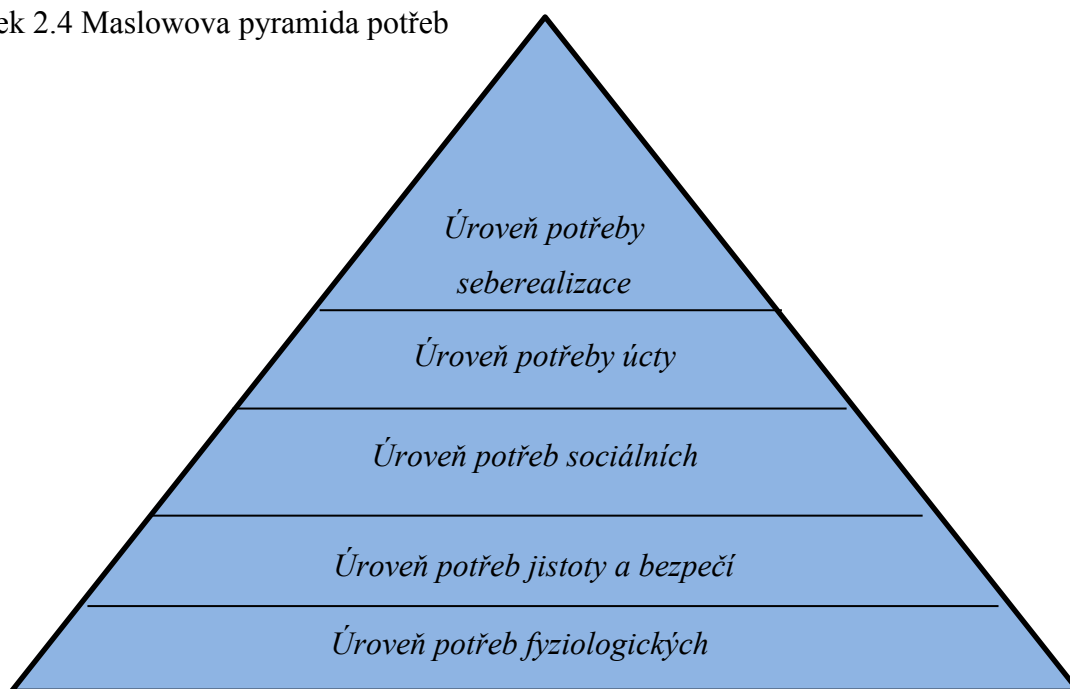 ek 2.4 Maslowova pyramida potřeb
Úroveň potřeby
seberealizace
Úroveň potřeby úcty
Úroveň potřeb sociálních
Úroveň potřeb jistoty a bezpečí
Úroveň potřeb fyziologických